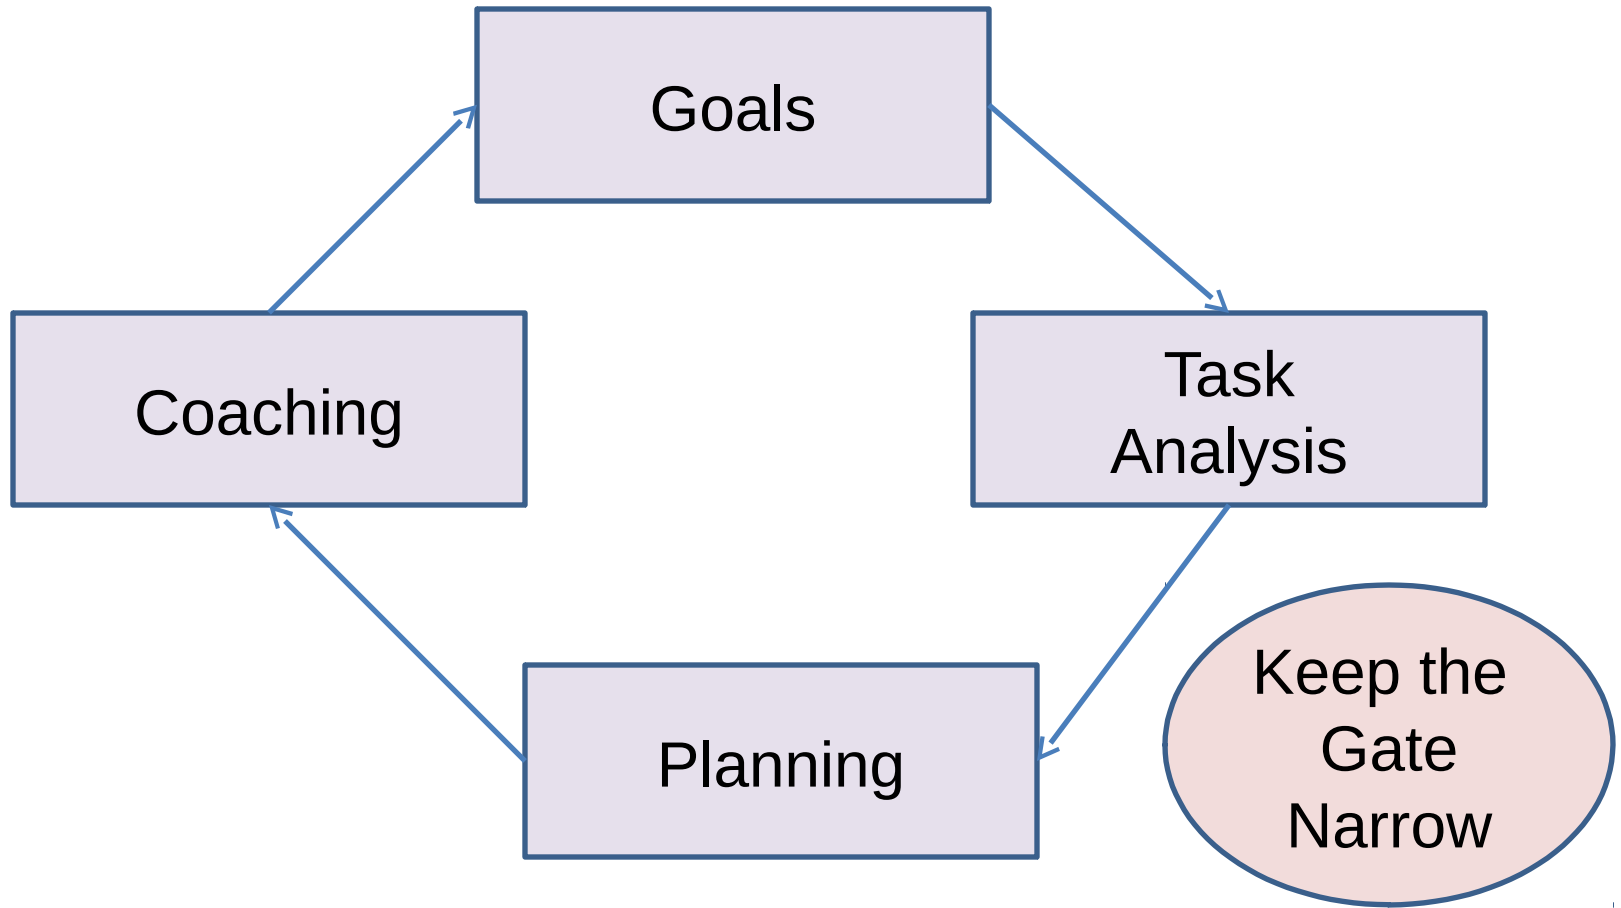 Goals
Coaching
Task
Analysis
Planning
Keep the
Gate
Narrow